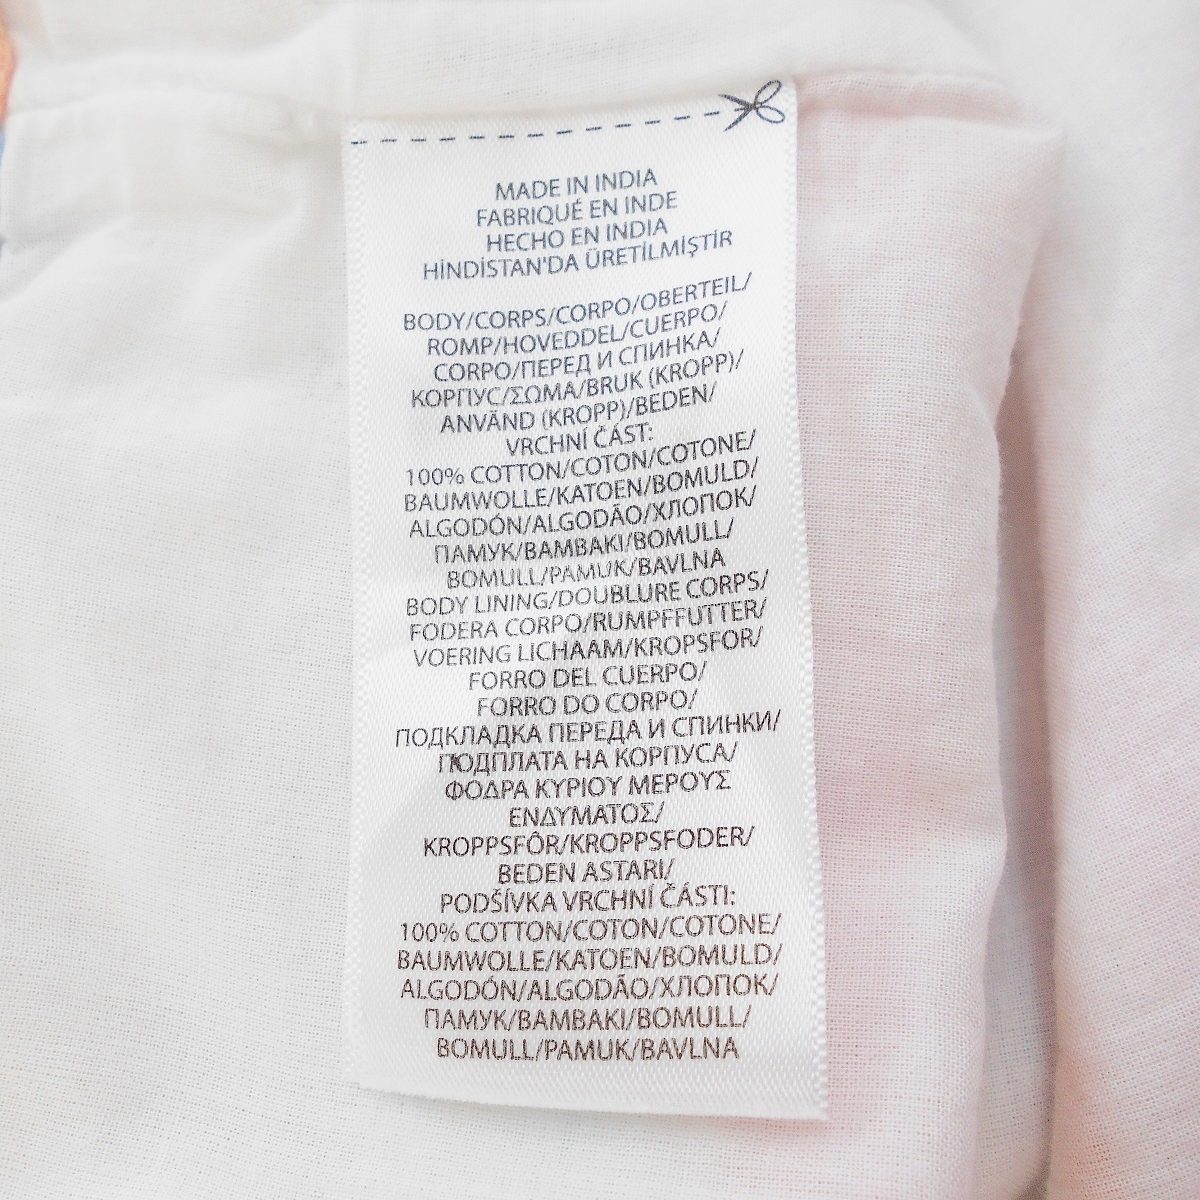 MADE IN INDIA
FABRIQUÉ EN INDE
HECHO EN INDIA
HİNDİSTAN'DA ÜRETİLMİŞTİR
BODY/CORPS/CORPO/OBERTEIL/
ROMP/HOVEDDEL/CUERPO/
CORPO/ПЕРЕД И СПИНКА/
КОРПУС/ΣΩΜΑ/BRUK (KROPP)/
ANVÄND (KROPP)/BEDEN/
VRCHNÍ ČÁST:
100% COTTON/COTON/COTONE/
BAUMWOLLE/KATOEN/BOMULD/
ALGODÓN/ALGODÃO/ХЛОПОК/
ПАМУК/ΒΑΜΒΑΚΙ/BOMULL/
BOMULL/PAMUK/BAVLNA
BODY LINING/DOUBLURE CORPS/
FODERA CORPO/RUMPFFUTTER/
VOERING LICHAAM/KROPSFOR/
FORRO DEL CUERPO/
FORRO DO CORPO/
ПОДКЛАДКА ПЕРЕДА И СПИНКИ/
ПОДПЛАТА НА КОРПУСА/
ΦΟΔΡΑ ΚΥΡΙΟΥ ΜΕΡΟΥΣ
ΕΝΔΥΜΑΤΟΣ/
KROPPSFÔR/KROPPSFODER/
BEDEN ASTARI/
PODŠÍVKA VRCHNÍ ČÁSTI:
100% COTTON/COTON/COTONE/
BAUMWOLLE/KATOEN/BOMULD/
ALGODÓN/ALGODÃO/ХЛОПОК/
ПАМУК/ΒΑΜΒΑΚΙ/BOMULL/
BOMULL/PAMUK/BAVLNA